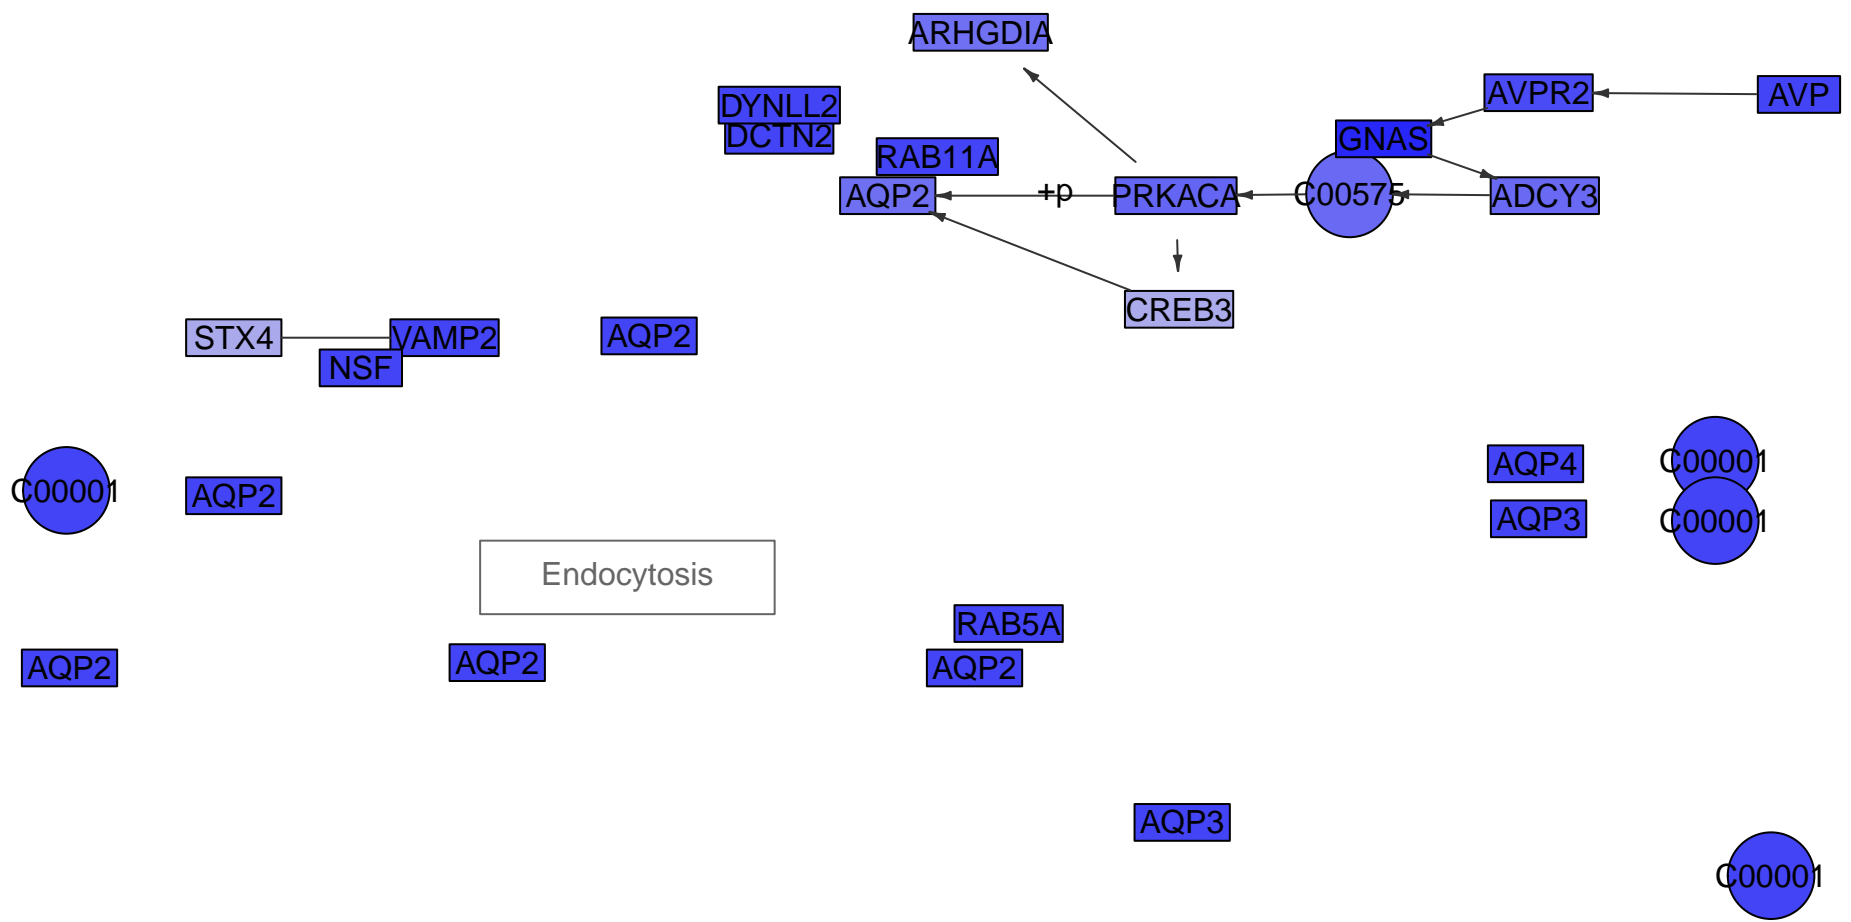 ARHGDIA
DYNLL2
AVPR2
AVP
DCTN2
GNAS
RAB11A
AQP2
+p
PRKACA
C00575
ADCY3
CREB3
STX4
VAMP2
AQP2
NSF
C00001
AQP2
AQP4
C00001
AQP3
C00001
Endocytosis
RAB5A
AQP2
AQP2
AQP2
AQP3
C00001